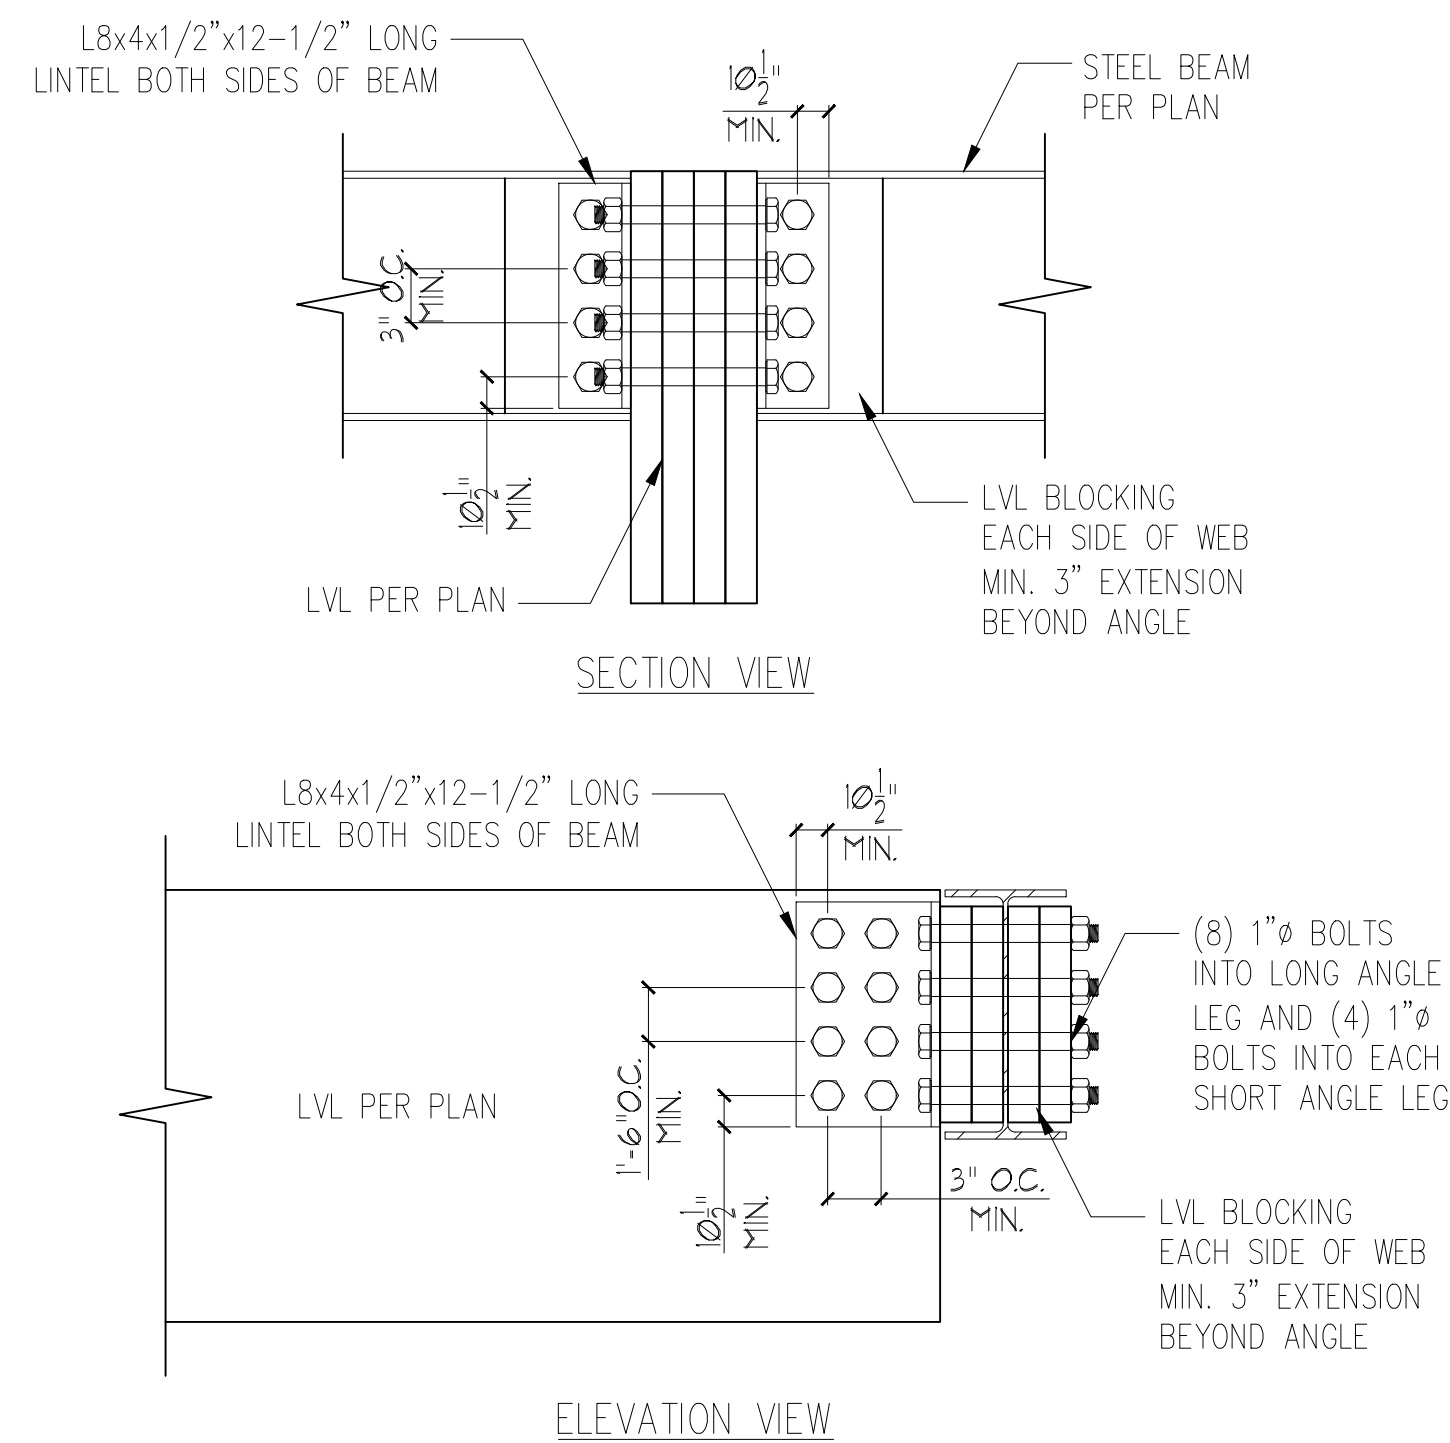 L8x4x1/2"x12-1/2" LONG
LINTEL BOTH SIDES OF BEAM
1Ø1/2"
MIN.
STEEL BEAM
PER PLAN
3" O.C.
MIN.
1Ø1/2"
MIN.
LVL PER PLAN
LVL BLOCKING
EACH SIDE OF WEB
MIN. 3" EXTENSION
BEYOND ANGLE
SECTION VIEW
L8x4x1/2"x12-1/2" LONG
LINTEL BOTH SIDES OF BEAM
1Ø1/2"
MIN.
(8) 1"ø BOLTS
INTO LONG ANGLE
LEG AND (4) 1"ø
BOLTS INTO EACH
SHORT ANGLE LEG
LVL PER PLAN
1'-6"O.C.
MIN.
1Ø1/2"
MIN.
3" O.C.
MIN.
LVL BLOCKING
EACH SIDE OF WEB
MIN. 3" EXTENSION
BEYOND ANGLE
ELEVATION VIEW